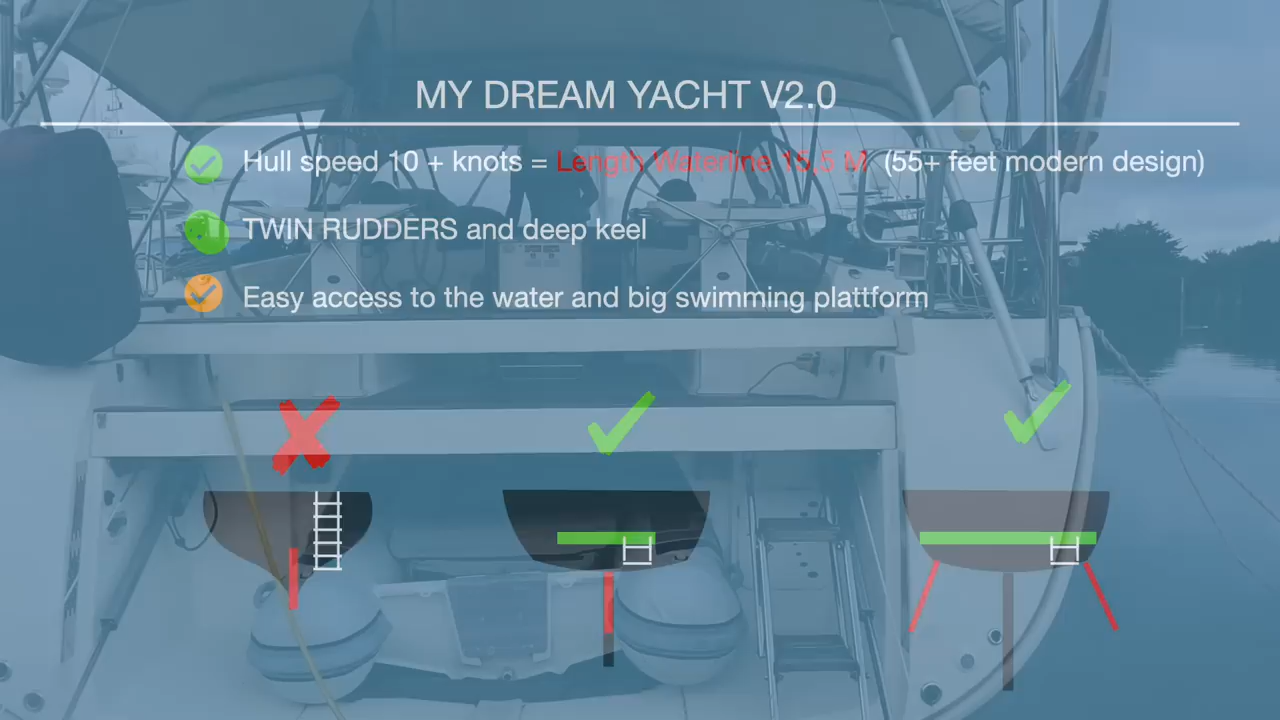 MY DREAM YACHT V2.0
Hull speed 10 + knots = Length Waterline 15,5 M (55+ feet modern design)
TWIN RUDDERS and deep keel
Easy access to the water and big swimming plattform